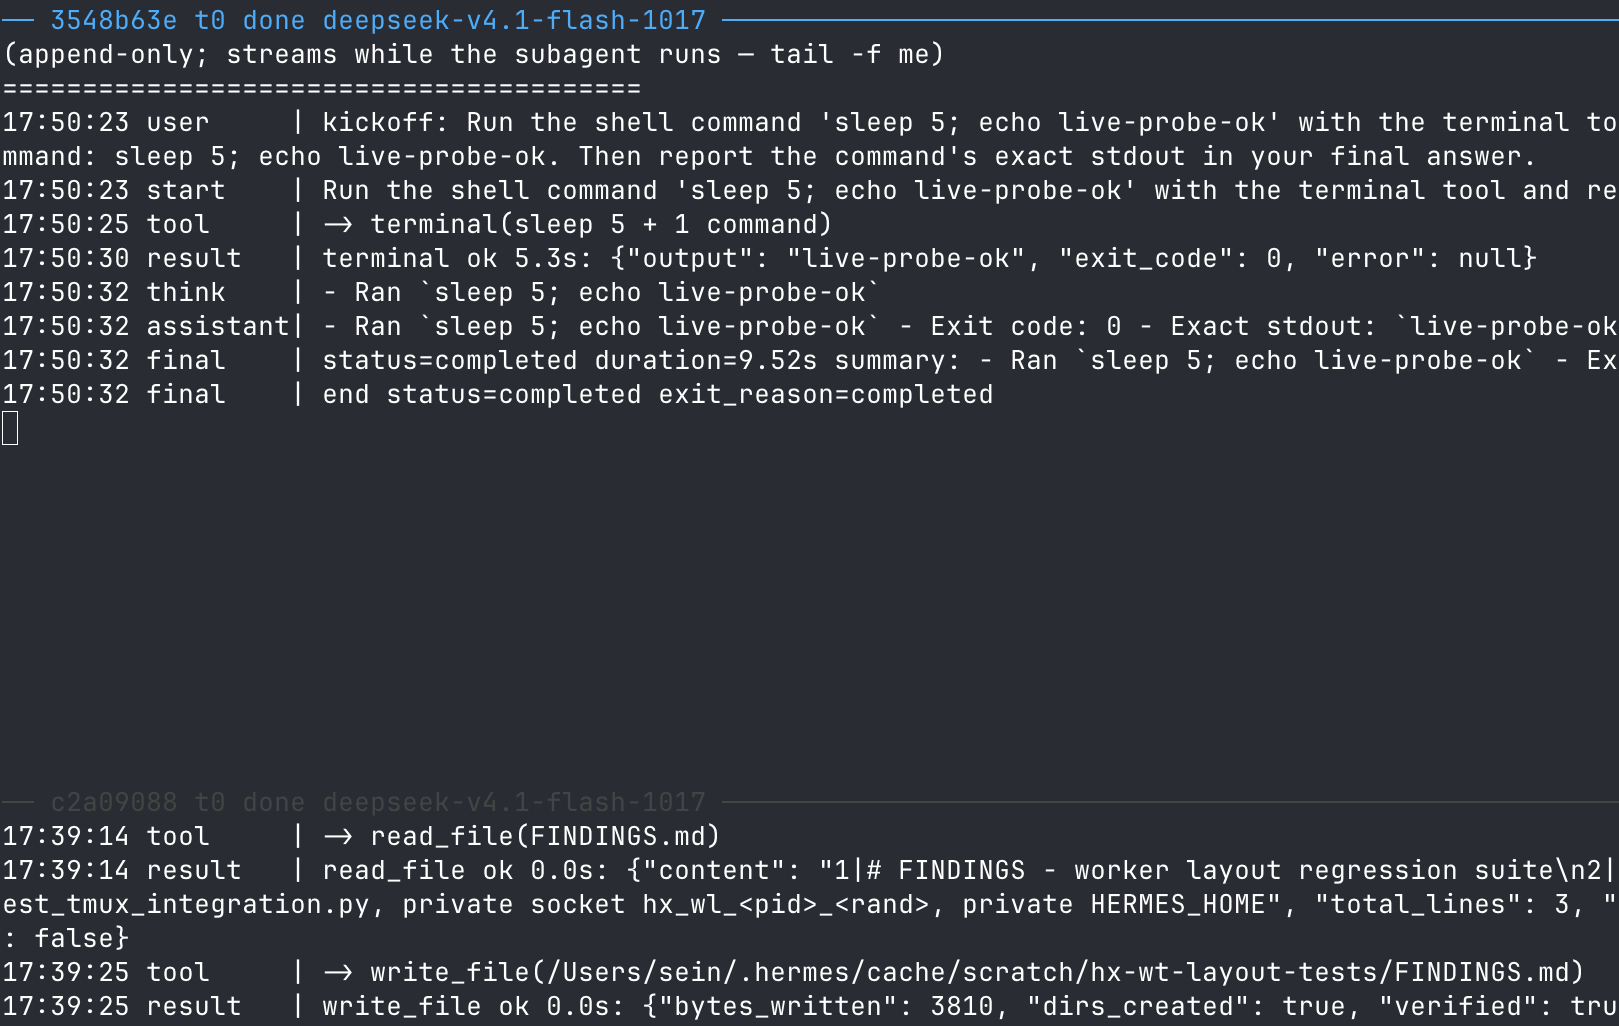 ── 3548b63e t0 done deepseek-v4.1-flash-1017 ──
(append-only; streams while the subagent runs — tail -f me)
========================================
17:50:23 user     | kickoff: Run the shell command 'sleep 5; echo live-probe-ok' with the terminal to
mmand: sleep 5; echo live-probe-ok. Then report the command's exact stdout in your final answer.
17:50:23 start    | Run the shell command 'sleep 5; echo live-probe-ok' with the terminal tool and re
17:50:25 tool     | → terminal(sleep 5 + 1 command)
17:50:30 result   | terminal ok 5.3s: {"output": "live-probe-ok", "exit_code": 0, "error": null}
17:50:32 think    | - Ran `sleep 5; echo live-probe-ok`
17:50:32 assistant| - Ran `sleep 5; echo live-probe-ok` - Exit code: 0 - Exact stdout: `live-probe-ok
17:50:32 final    | status=completed duration=9.52s summary: - Ran `sleep 5; echo live-probe-ok` - Ex
17:50:32 final    | end status=completed exit_reason=completed
── c2a09088 t0 done deepseek-v4.1-flash-1017 ──
17:39:14 tool     | → read_file(FINDINGS.md)
17:39:14 result   | read_file ok 0.0s: {"content": "1|# FINDINGS - worker layout regression suite\n2|
est_tmux_integration.py, private socket hx_wl_<pid>_<rand>, private HERMES_HOME", "total_lines": 3, "
: false}
17:39:25 tool     | → write_file(/Users/sein/.hermes/cache/scratch/hx-wt-layout-tests/FINDINGS.md)
17:39:25 result   | write_file ok 0.0s: {"bytes_written": 3810, "dirs_created": true, "verified": tru